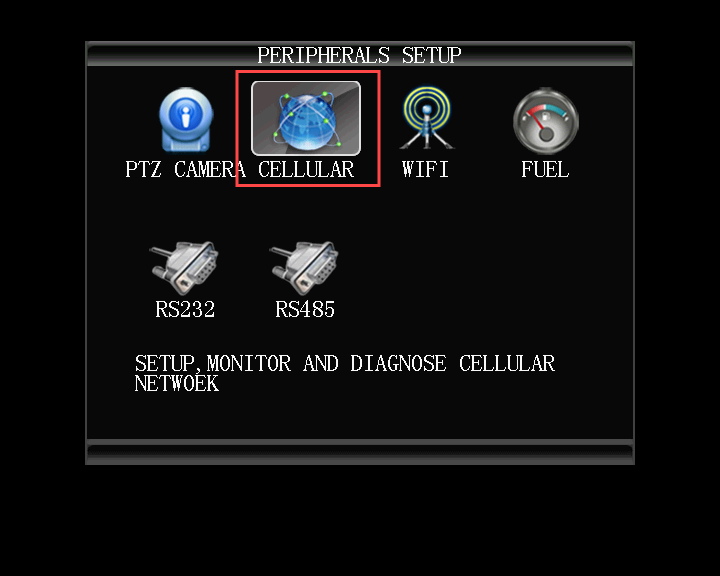 PERIPHERALS SETUP
PTZ CAMERA CELLULAR WIFI FUEL
RS232 RS485
SETUP,MONITOR AND DIAGNOSE CELLULAR
NETWOEK